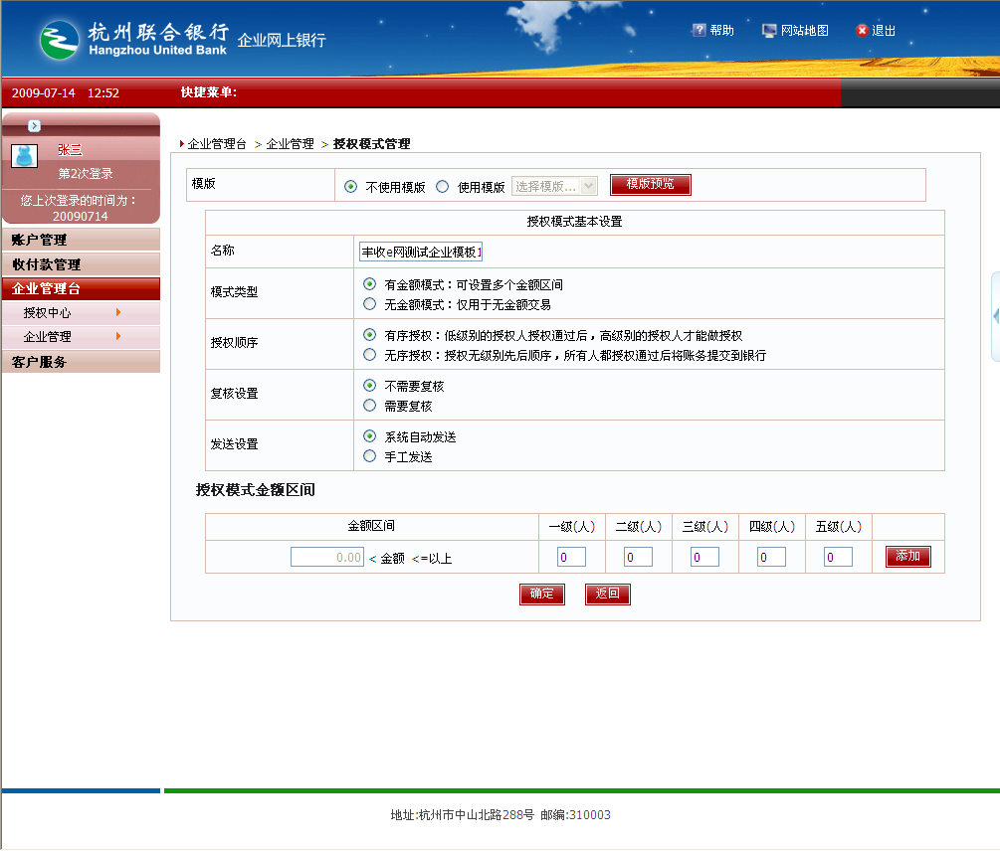 杭州联合银行 企业网上银行
Hangzhou United Bank
帮助 网站地图 退出
2009-07-14 12:52 快捷菜单:
张三
第2次登录
您上次登录的时间为：
20090714
账户管理
收付款管理
企业管理台
授权中心
企业管理
客户服务
企业管理台 > 企业管理 > 授权模式管理
模版 不使用模版 使用模版 选择模版... 模版预览
授权模式基本设置
名称 丰收e网测试企业模板1
模式类型
有金额模式：可设置多个金额区间
无金额模式：仅用于无金额交易
授权顺序
有序授权：低级别的授权人授权通过后，高级别的授权人才能做授权
无序授权：授权无级别先后顺序，所有人都授权通过后将账务提交到银行
复核设置
不需要复核
需要复核
发送设置
系统自动发送
手工发送
授权模式金额区间
金额区间 一级(人) 二级(人) 三级(人) 四级(人) 五级(人)
0.00 < 金额 <=以上 0 0 0 0 0 添加
确定 返回
地址:杭州市中山北路288号 邮编:310003